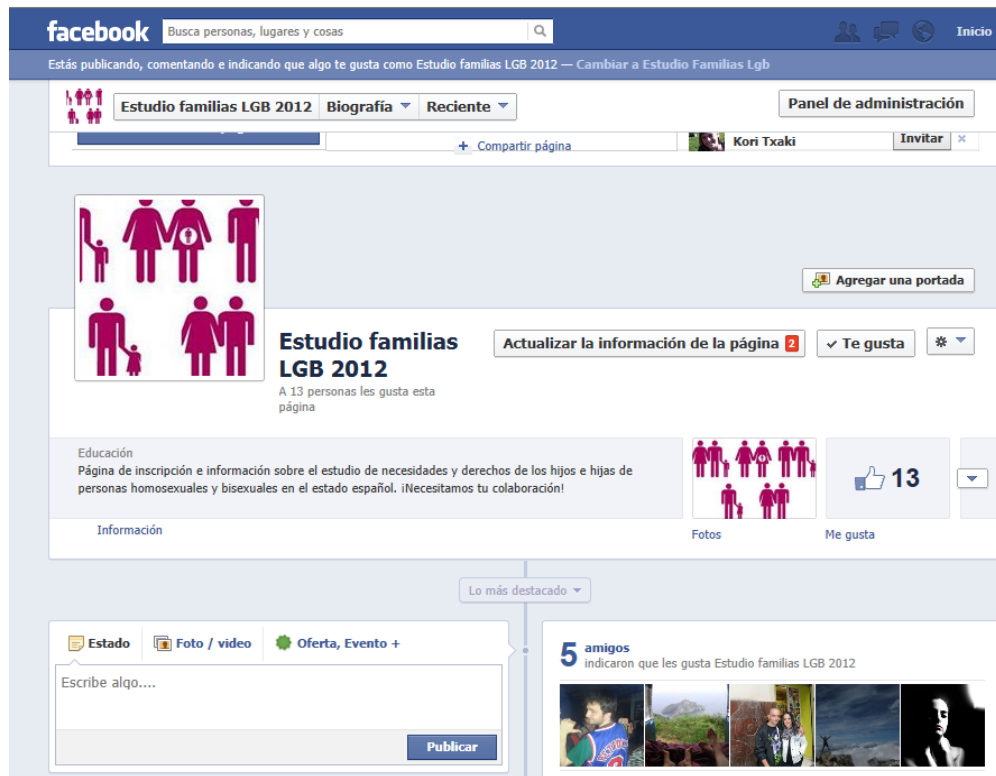 facebook
Busca personas, lugares y cosas
Inicio
Estás publicando, comentando e indicando que algo te gusta como Estudio familias LGB 2012 — Cambiar a Estudio Familias Lgb
Estudio familias LGB 2012 Biografía Reciente
Panel de administración
+ Compartir página
Kori Txaki
Invitar ×
Agregar una portada
Estudio familias
LGB 2012
A 13 personas les gusta esta
página
Actualizar la información de la página 2
Te gusta
Educación
Página de inscripción e información sobre el estudio de necesidades y derechos de los hijos e hijas de
personas homosexuales y bisexuales en el estado español. ¡Necesitamos tu colaboración!
Información
13
Fotos
Me gusta
Lo más destacado
Estado Foto / video Oferta, Evento +
Escribe algo....
Publicar
5 amigos
indicaron que les gusta Estudio familias LGB 2012